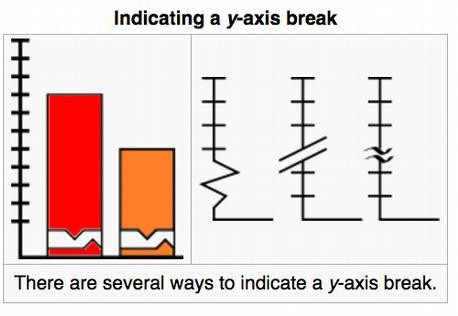 Indicating a y-axis break
There are several ways to indicate a y-axis break.